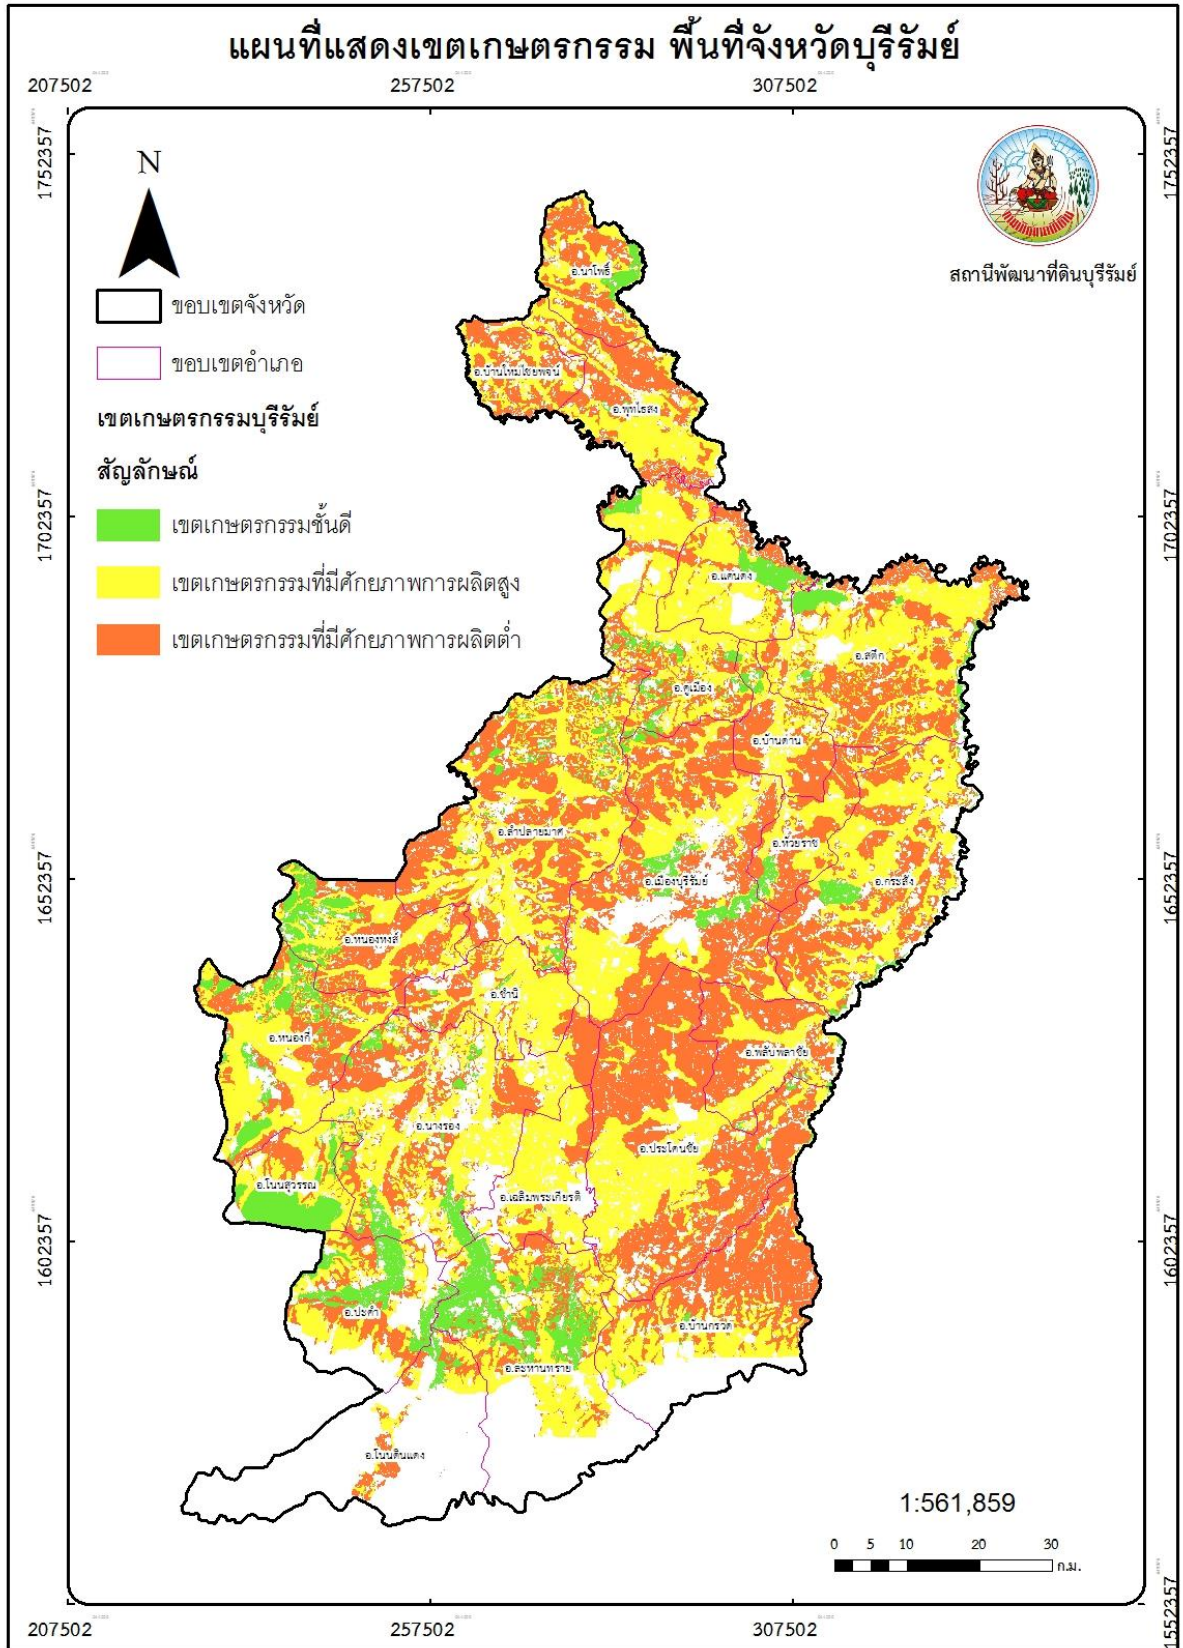 แผนที่แสดงเขตเกษตรกรรม พื้นที่จังหวัดบุรีรัมย์
207502
257502
307502
1752357
1752357
N
สถานีพัฒนาที่ดินบุรีรัมย์
ขอบเขตจังหวัด
ขอบเขตอำเภอ
เขตเกษตรกรรมบุรีรัมย์
สัญลักษณ์
เขตเกษตรกรรมชั้นดี
เขตเกษตรกรรมที่มีศักยภาพการผลิตสูง
เขตเกษตรกรรมที่มีศักยภาพการผลิตต่ำ
อ.นาโพธิ์
อ.บ้านใหม่ไชยพจน์
อ.พุทไธสง
1702357
1702357
อ.แคนดง
อ.สตึก
อ.คูเมือง
อ.บ้านด่าน
อ.ลำปลายมาศ
อ.ห้วยราช
อ.เมืองบุรีรัมย์
อ.กระสัง
1652357
1652357
อ.หนองหงส์
อ.ชำนิ
อ.หนองกี่
อ.พลับพลาชัย
อ.นางรอง
อ.ประโคนชัย
อ.โนนสุวรรณ
อ.เฉลิมพระเกียรติ
1602357
1602357
อ.ปะคำ
อ.บ้านกรวด
อ.ละหานทราย
อ.โนนดินแดง
1:561,859
0 5 10 20 30
ก.ม.
1552357
207502
257502
307502